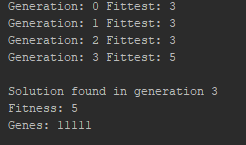 Generation: 0 Fittest: 3
Generation: 1 Fittest: 3
Generation: 2 Fittest: 3
Generation: 3 Fittest: 5
Solution found in generation 3
Fitness: 5
Genes: 11111